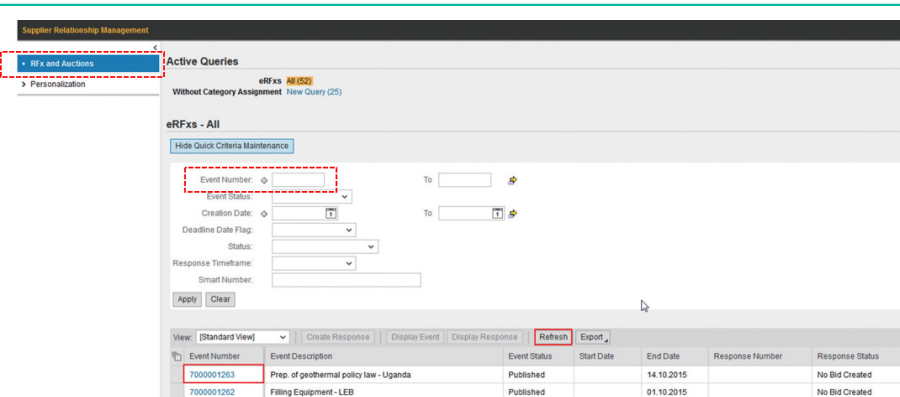 Supplier Relationship Management
RFx and Auctions
Personalization
Active Queries
eRFxs All (52)
Without Category Assignment New Query (25)
eRFxs - All
Hide Quick Criteria Maintenance
Event Number: To
Event Status:
Creation Date: 1 To 1
Deadline Date Flag:
Status:
Response Timeframe:
Smart Number:
Apply Clear
View: [Standard View] Create Response Display Event Display Response Refresh Export
Event Number Event Description Event Status Start Date End Date Response Number Response Status
7000001263 Prep. of geothermal policy law - Uganda Published 14.10.2015 No Bid Created
7000001262 Filling Equipment - LEB Published 01.10.2015 No Bid Created